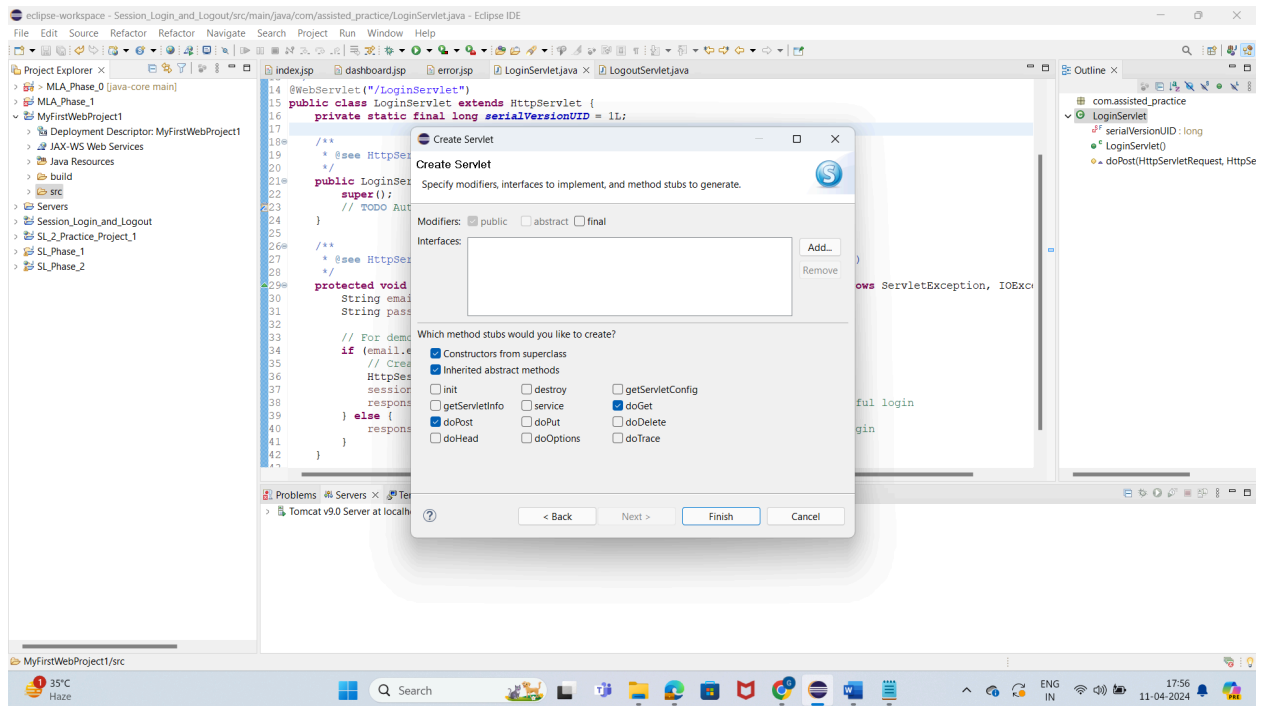 eclipse-workspace - Session_Login_and_Logout/src/main/java/com/assisted_practice/LoginServlet.java - Eclipse IDE
File Edit Source Refactor Refactor Navigate Search Project Run Window Help
Project Explorer
MLA_Phase_0 [java-core main]
MLA_Phase_1
MyFirstWebProject1
Deployment Descriptor: MyFirstWebProject1
JAX-WS Web Services
Java Resources
build
src
Servers
Session_Login_and_Logout
SL_2_Practice_Project_1
SL_Phase_1
SL_Phase_2
index.jsp dashboard.jsp error.jsp LoginServlet.java LogoutServlet.java
14 @WebServlet("/LoginServlet")
15 public class LoginServlet extends HttpServlet {
16 private static final long serialVersionUID = 1L;
17
18 /**
19 * @see HttpSer
20 */
21 public LoginSer
22 super();
23 // TODO Aut
24 }
25
26 /**
27 * @see HttpSer )
28 */
29 protected void ows ServletException, IOExce
30 String emai
31 String pass
32
33 // For demo
34 if (email.e
35 // Crea
36 HttpSes
37 session
38 respons ful login
39 } else {
40 respons gin
41 }
42 }
Create Servlet
Create Servlet
Specify modifiers, interfaces to implement, and method stubs to generate.
Modifiers: public abstract final
Interfaces:
Add...
Remove
Which method stubs would you like to create?
Constructors from superclass
Inherited abstract methods
init destroy getServletConfig
getServletInfo service doGet
doPost doPut doDelete
doHead doOptions doTrace
< Back Next > Finish Cancel
Outline
com.assisted_practice
LoginServlet
serialVersionUID : long
LoginServlet()
doPost(HttpServletRequest, HttpSe
Problems Servers Ter
Tomcat v9.0 Server at localh
MyFirstWebProject1/src
1
35°C
Haze
Search
ENG
IN
17:56
11-04-2024